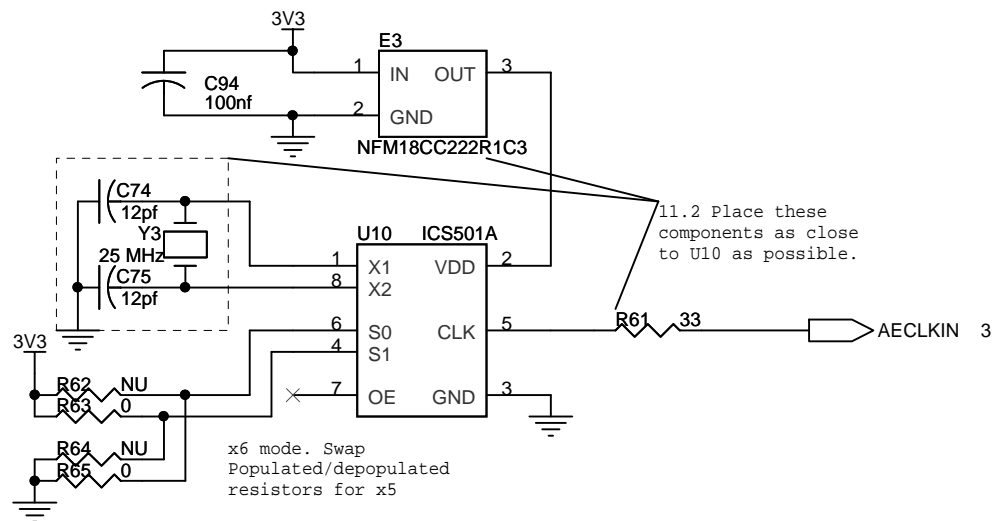 3V3
E3
1 IN OUT 3
C94
100nf
2 GND
NFM18CC222R1C3
C74
12pf
Y3
25 MHz
C75
12pf
11.2 Place these
components as close
to U10 as possible.
U10 ICS501A
1 X1 VDD 2
8 X2
6 S0 CLK 5
4 S1
7 OE GND 3
R61 33
AECLKIN 3
3V3
R62 NU
R63 0
R64 NU
R65 0
x6 mode. Swap
Populated/depopulated
resistors for x5